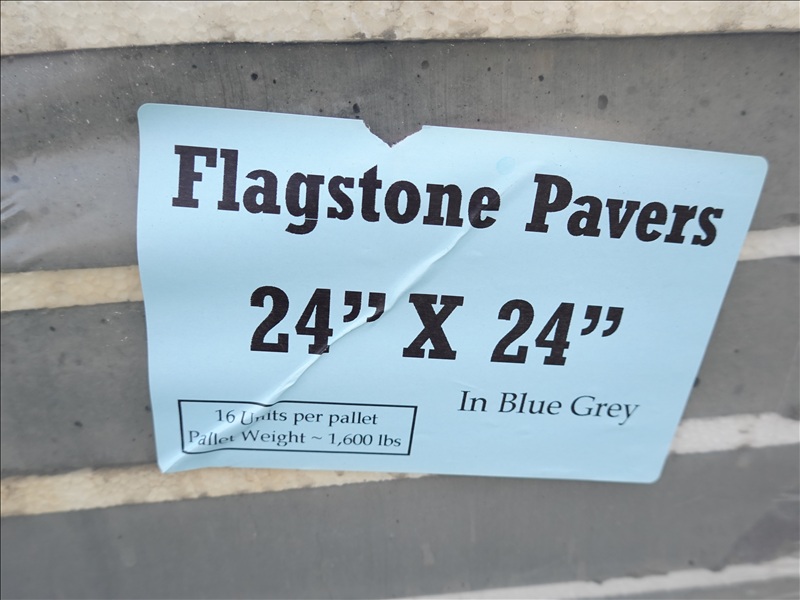 Flagstone Pavers
24” X 24”
In Blue Grey
16 Units per pallet
Pallet Weight ~ 1,600 lbs